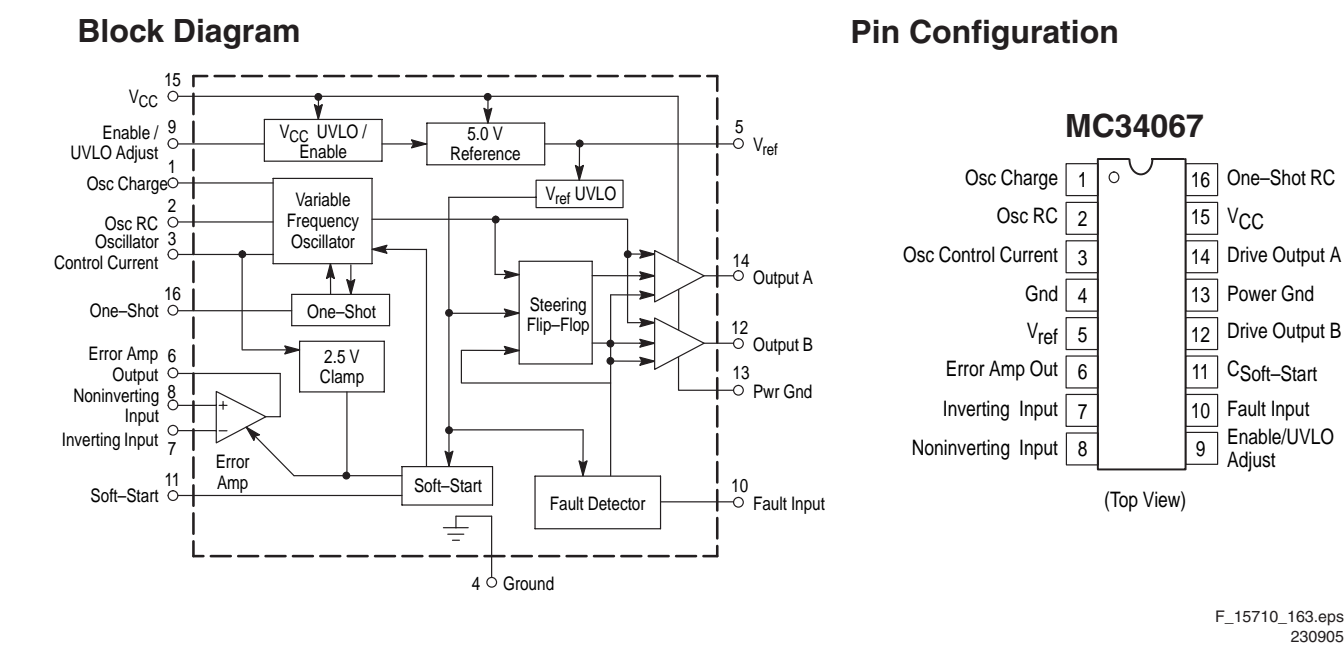 Block Diagram
15
VCC
Enable /
UVLO Adjust
9
1
Osc Charge
2
Osc RC
Oscillator
Control Current
3
16
One–Shot
Error Amp
Output
6
Noninverting
Input
8
Inverting Input
7
11
Soft–Start
VCC UVLO /
Enable
5.0 V
Reference
Vref UVLO
Variable
Frequency
Oscillator
One–Shot
2.5 V
Clamp
Steering
Flip–Flop
+
–
Error
Amp
Soft–Start
Fault Detector
5
Vref
14
Output A
12
Output B
13
Pwr Gnd
10
Fault Input
4
Ground
Pin Configuration
MC34067
Osc Charge 1
Osc RC 2
Osc Control Current 3
Gnd 4
Vref 5
Error Amp Out 6
Inverting Input 7
Noninverting Input 8
16 One–Shot RC
15 VCC
14 Drive Output A
13 Power Gnd
12 Drive Output B
11 CSoft–Start
10 Fault Input
9 Enable/UVLO
Adjust
(Top View)
F_15710_163.eps
230905